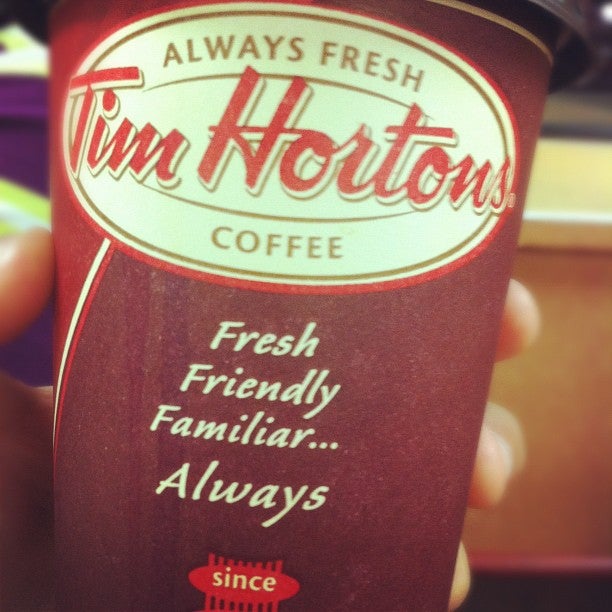 ALWAYS FRESH
Tim Hortons.
COFFEE
Fresh
Friendly
Familiar...
Always
since